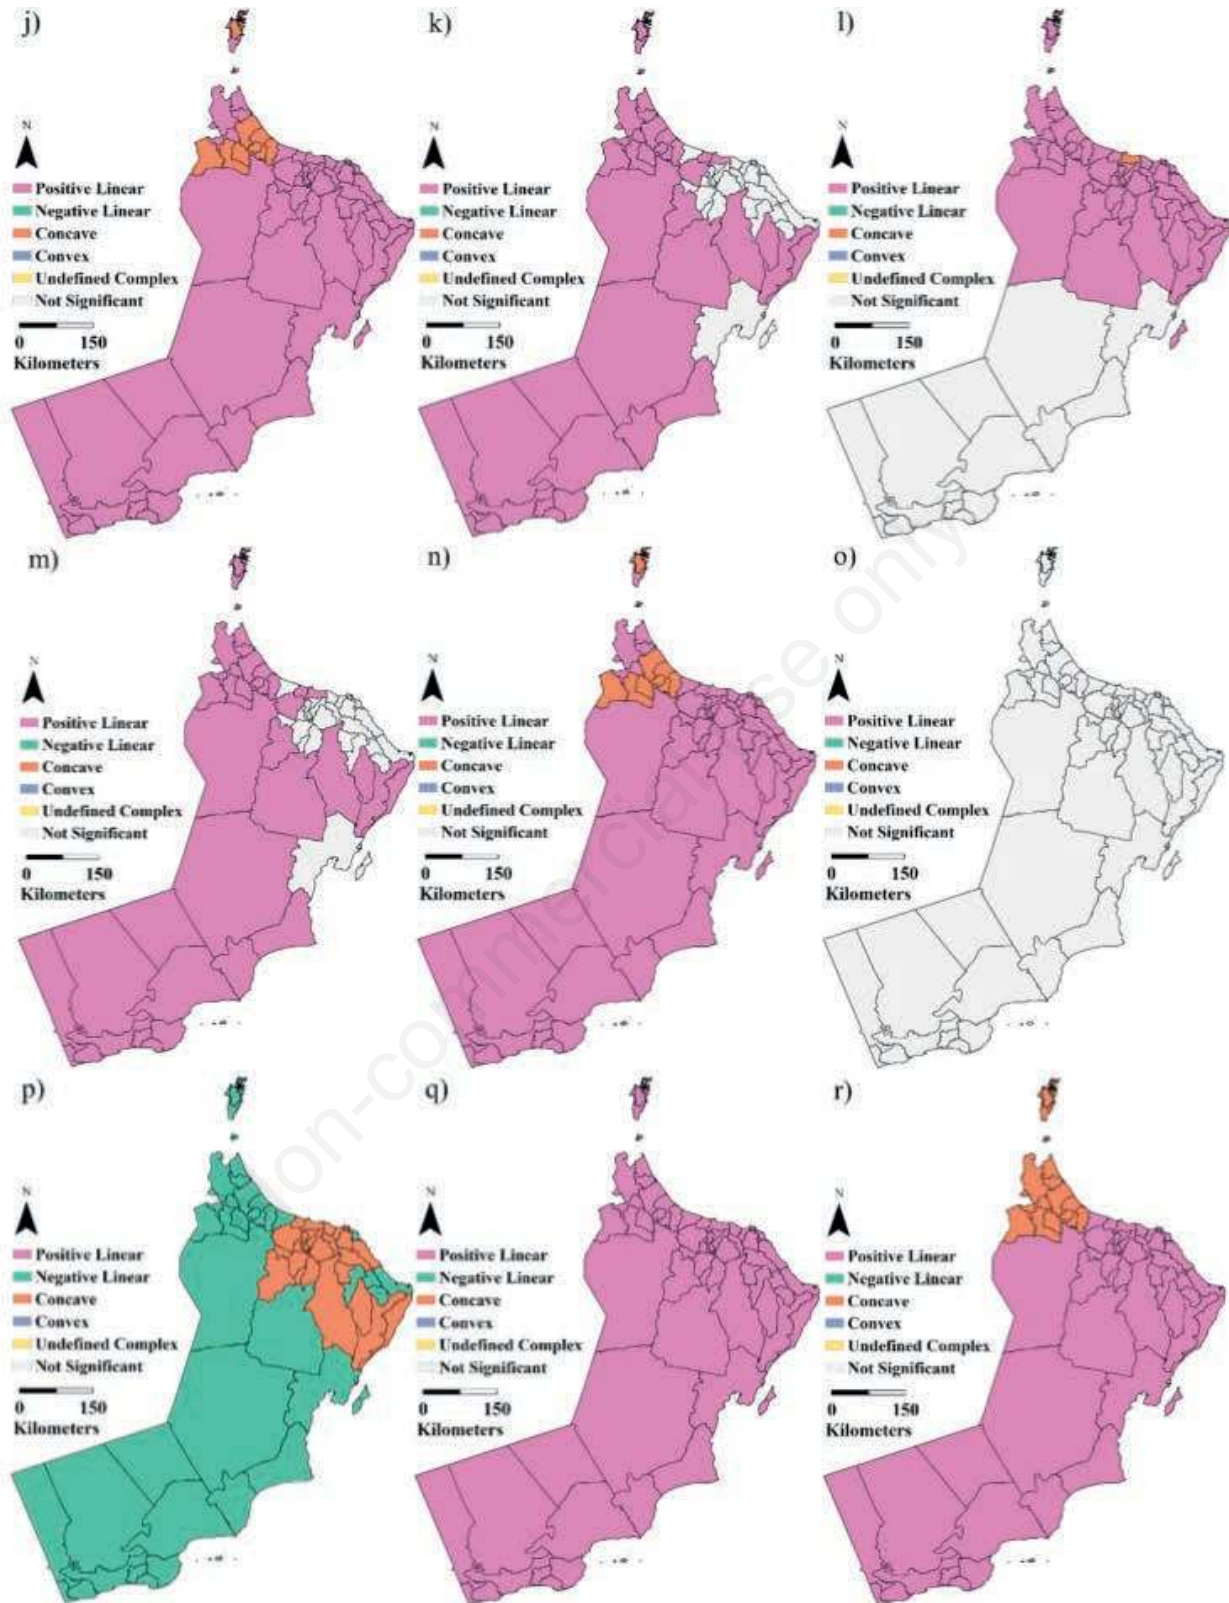 j)
N
Positive Linear
Negative Linear
Concave
Convex
Undefined Complex
Not Significant
0 150
Kilometers
k)
N
Positive Linear
Negative Linear
Concave
Convex
Undefined Complex
Not Significant
0 150
Kilometers
l)
N
Positive Linear
Negative Linear
Concave
Convex
Undefined Complex
Not Significant
0 150
Kilometers
m)
N
Positive Linear
Negative Linear
Concave
Convex
Undefined Complex
Not Significant
0 150
Kilometers
n)
N
Positive Linear
Negative Linear
Concave
Convex
Undefined Complex
Not Significant
0 150
Kilometers
o)
N
Positive Linear
Negative Linear
Concave
Convex
Undefined Complex
Not Significant
0 150
Kilometers
p)
N
Positive Linear
Negative Linear
Concave
Convex
Undefined Complex
Not Significant
0 150
Kilometers
q)
N
Positive Linear
Negative Linear
Concave
Convex
Undefined Complex
Not Significant
0 150
Kilometers
r)
N
Positive Linear
Negative Linear
Concave
Convex
Undefined Complex
Not Significant
0 150
Kilometers
non-commercial use only